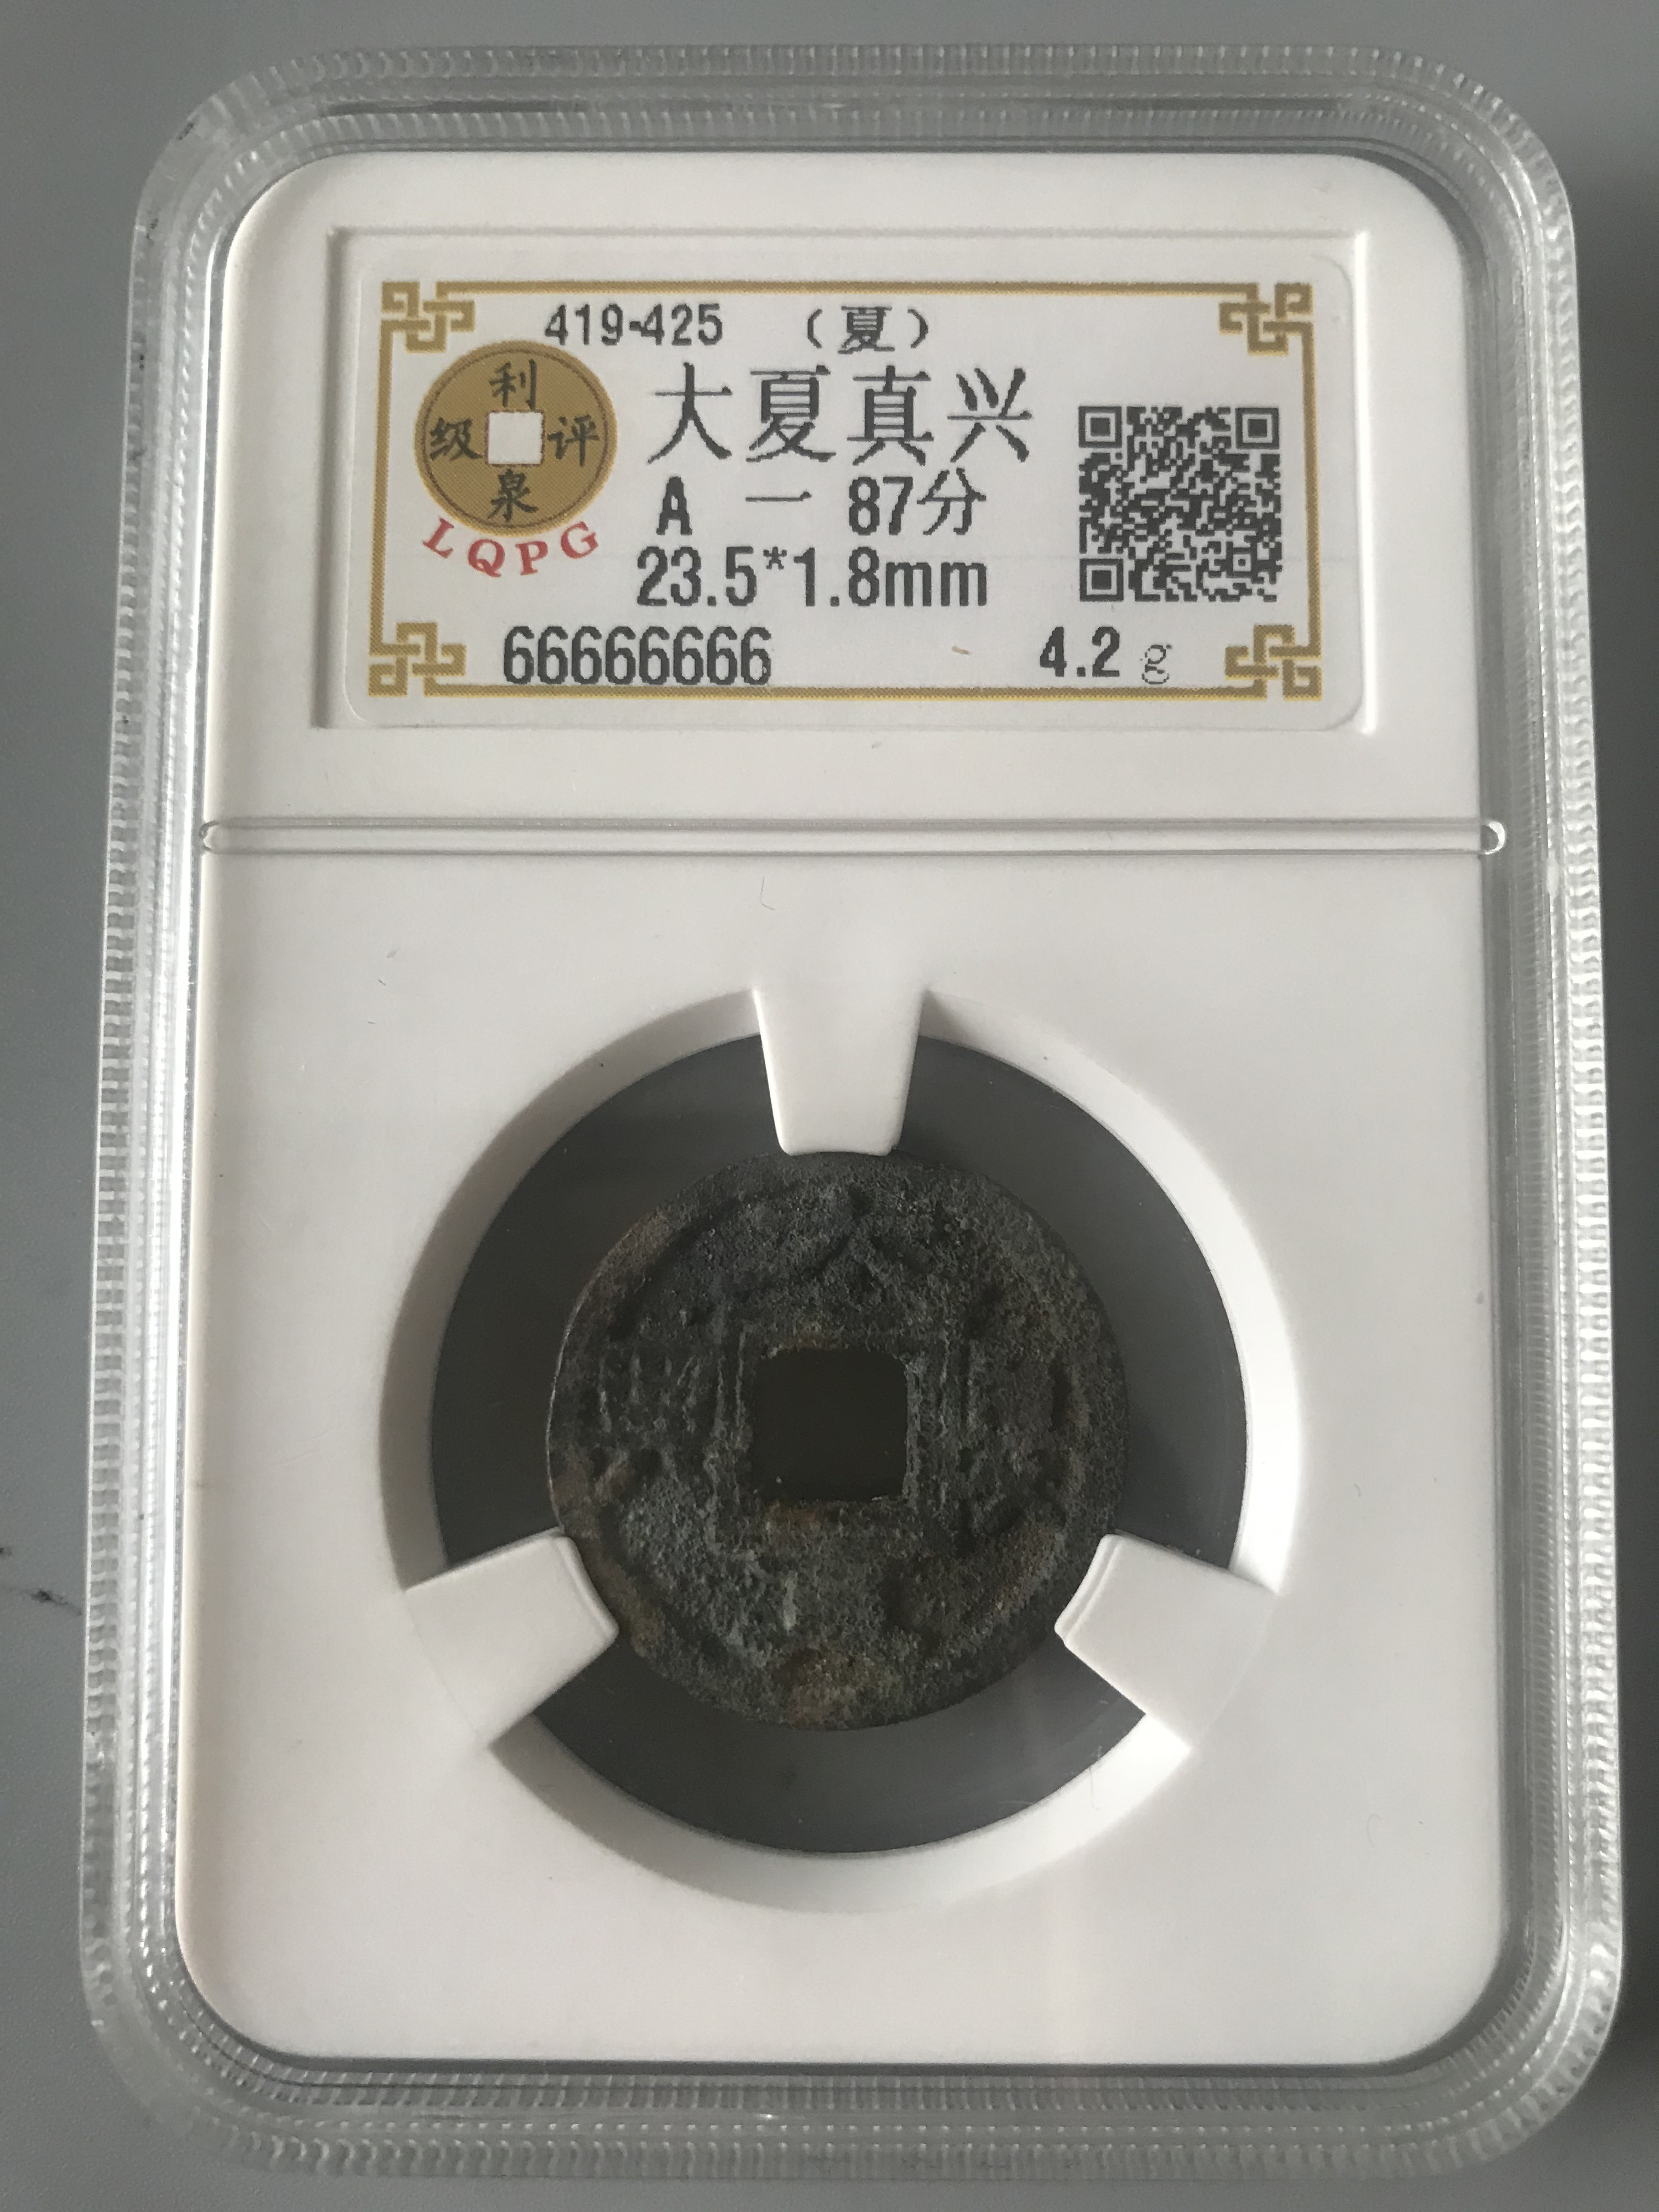 419-425 （夏）
利泉评级
LQPG
大夏真兴
A 一 87分
23.5*1.8mm
66666666 4.2g